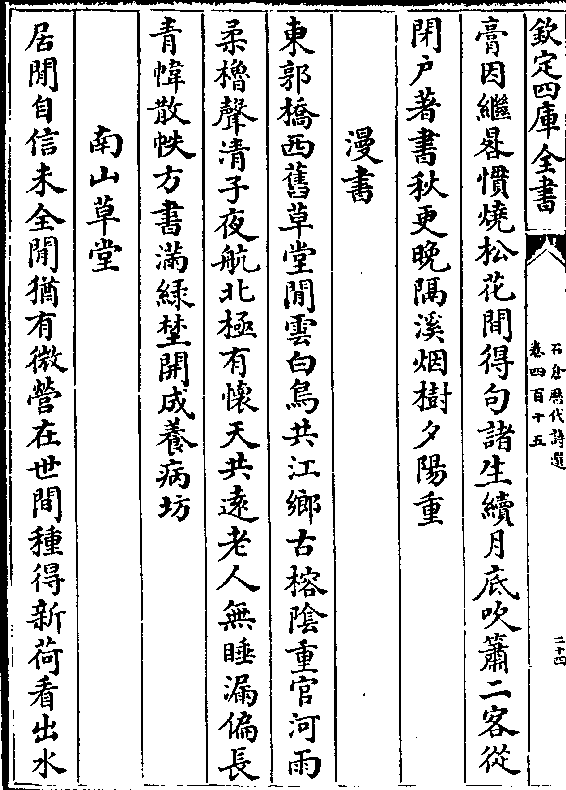 欽定四庫全書
石倉歷代詩選
卷四百十五
二十四
膏因繼晷慣燒松花間得句諸生續月底吹簫二客從
閉户著書秋更晚隔溪烟樹夕陽重
漫書
東郭橋西舊草堂閒雲白鳥共江鄉古榕陰重官河雨
柔櫓聲清子夜航北極有懷天共遠老人無睡漏偏長
青幃散帙方書滿綠埜開成養病坊
南山草堂
居閒自信未全閒猶有微營在世間種得新荷看出水